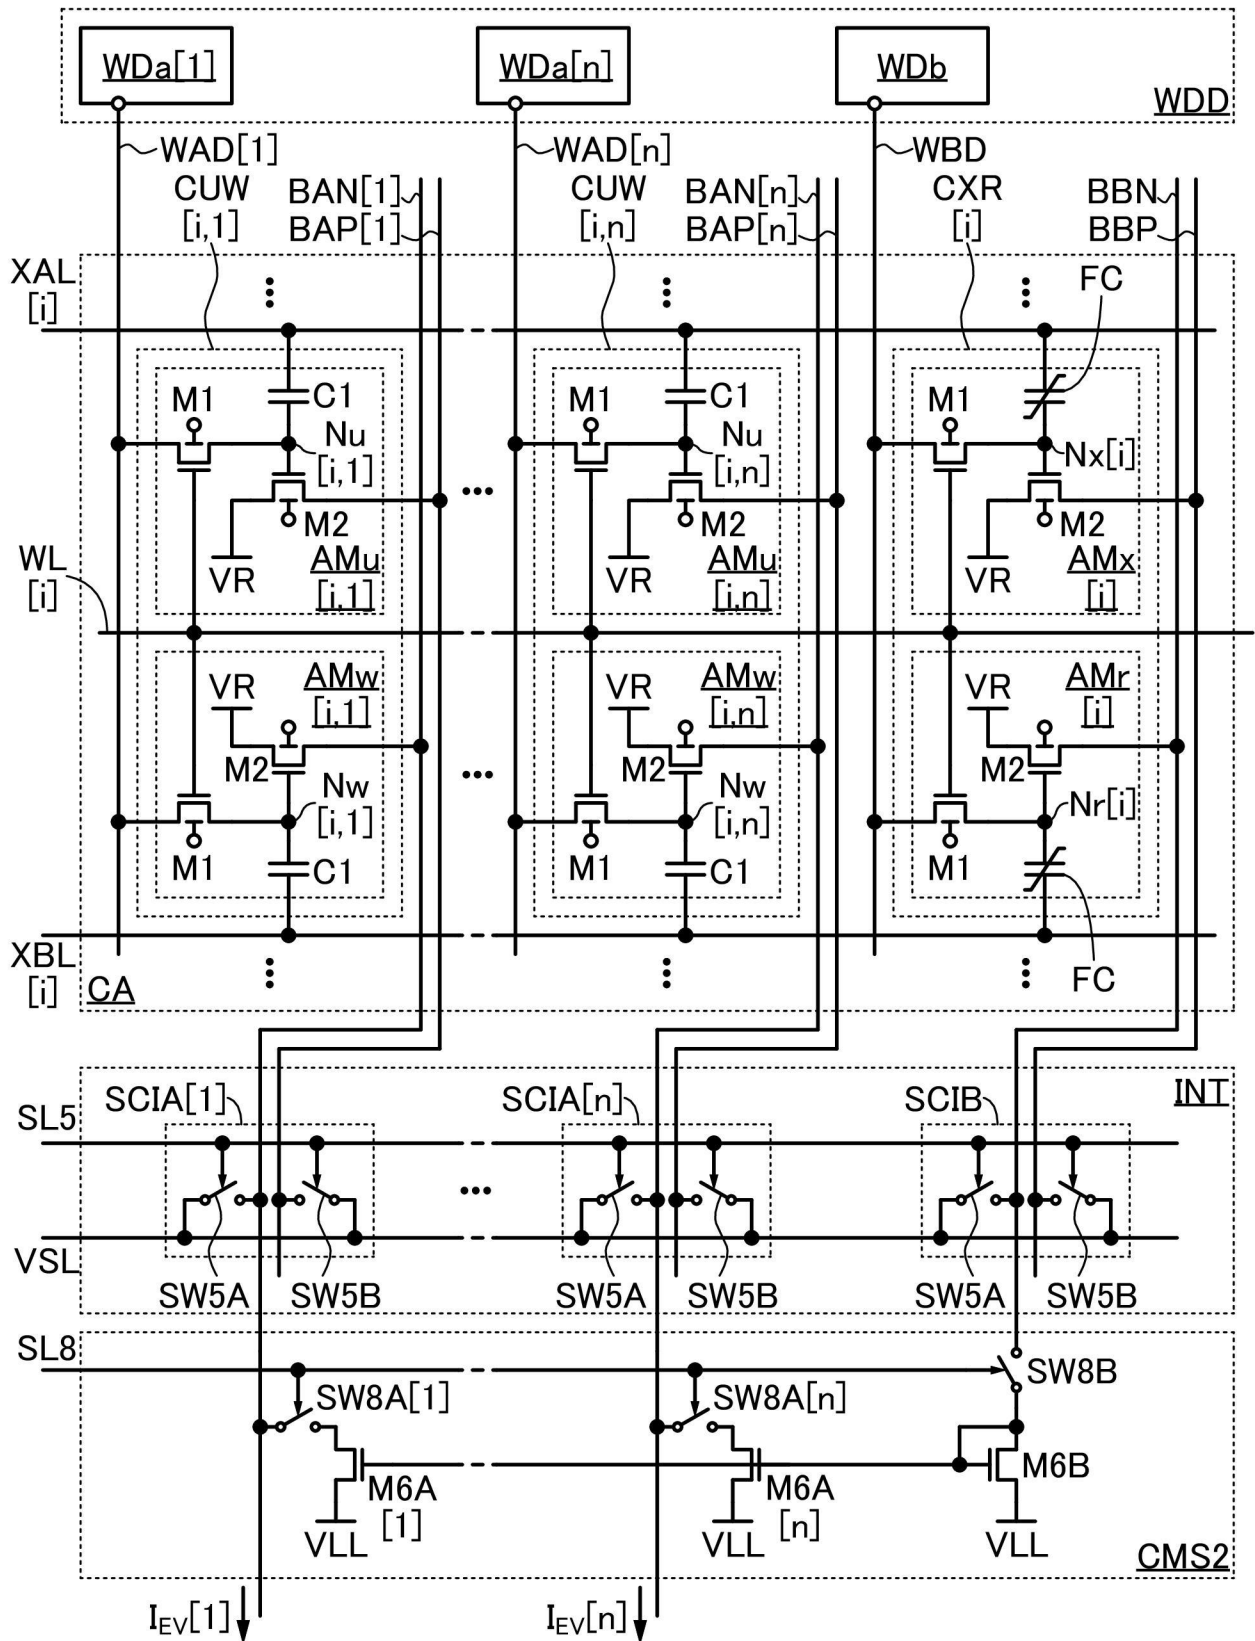 WDa[1] WDa[n] WDb
WDD
WAD[1] WAD[n] WBD
CUW BAN[1] CUW BAN[n] CXR BBN
[i,1] BAP[1] [i,n] BAP[n] [i] BBP
XAL FC
[i]
M1 C1 M1 C1 M1
Nu Nu Nx[i]
[i,1] [i,n]
••• M2 M2 M2
WL VR AMu VR AMu VR AMx
[i] [i,1] [i,n] [i]
VR AMw VR AMw VR AMr
[i,1] [i,n] [i]
M2 M2 M2
Nw Nw Nr[i]
[i,1] [i,n]
M1 C1 M1 C1 M1
XBL
[i] CA FC
SCIA[1] SCIA[n] SCIB INT
SL5
VSL
SW5A SW5B SW5A SW5B SW5A SW5B
SL8
SW8A[1] SW8A[n] SW8B
M6A M6A M6B
[1] [n]
VLL VLL VLL
CMS2
IEV[1] IEV[n]